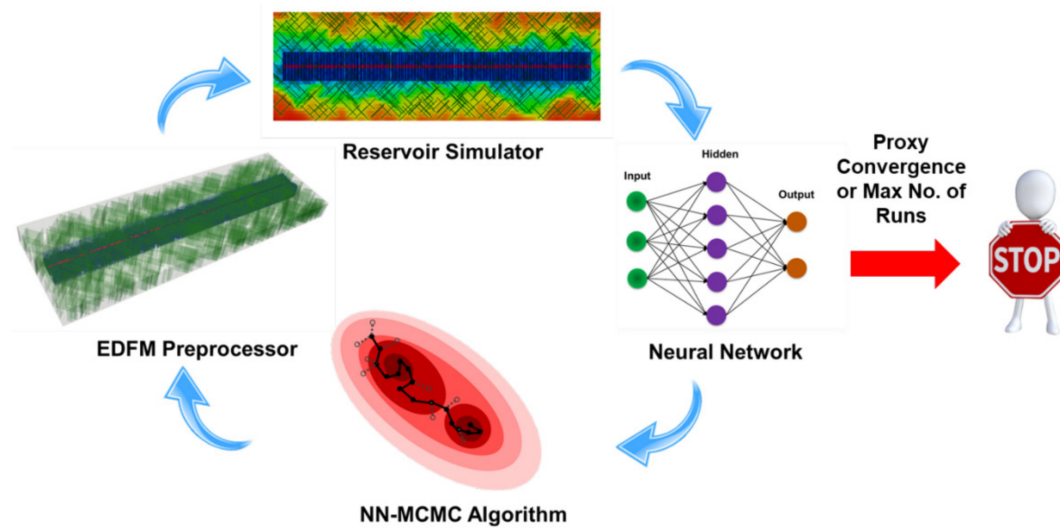 Reservoir Simulator
Proxy
Convergence
or Max No. of
Runs
Hidden
Input
Output
STOP
EDFM Preprocessor
Neural Network
NN-MCMC Algorithm